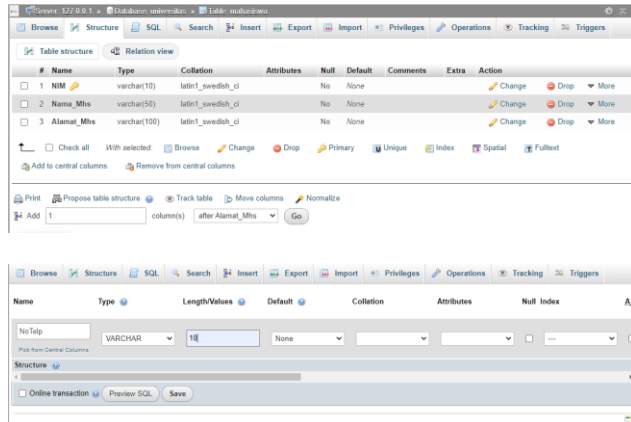 Server: 127.0.0.1 » Database: universitas » Table: mahasiswa
Browse Structure SQL Search Insert Export Import Privileges Operations Tracking Triggers
Table structure Relation view
# Name Type Collation Attributes Null Default Comments Extra Action
1 NIM varchar(10) latin1_swedish_ci No None Change Drop More
2 Nama_Mhs varchar(50) latin1_swedish_ci No None Change Drop More
3 Alamat_Mhs varchar(100) latin1_swedish_ci No None Change Drop More
Check all With selected: Browse Change Drop Primary Unique Index Spatial Fulltext
Add to central columns Remove from central columns
Print Propose table structure Track table Move columns Normalize
Add 1 column(s) after Alamat_Mhs Go
Browse Structure SQL Search Insert Export Import Privileges Operations Tracking Triggers
Name Type Length/Values Default Collation Attributes Null Index A
NoTelp VARCHAR 10 None ---
Pick from Central Columns
Structure
Online transaction Preview SQL Save